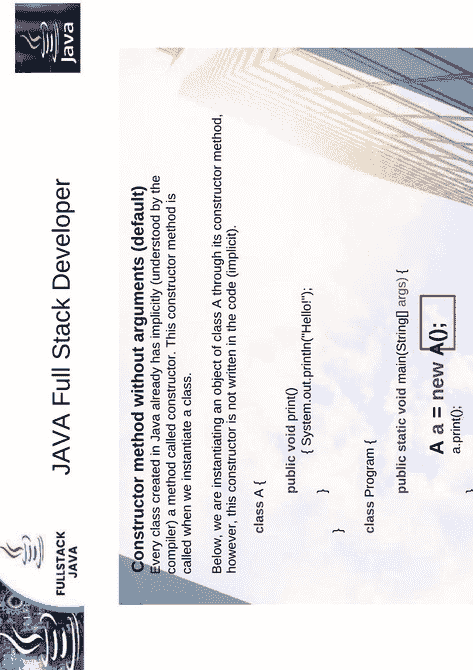 FULLSTACK
JAVA
JAVA Full Stack Developer
Java
Constructor method without arguments (default)
Every class created in Java already has implicitly (understood by the
compiler) a method called constructor. This constructor method is
called when we instantiate a class.
Below, we are instantiating an object of class A through its constructor method,
however, this constructor is not written in the code (implicit).
class A {
public void print()
{ System.out.println("Hello!");
}
}
class Program {
public static void main(String[] args) {
A a = new A();
a.print();
}